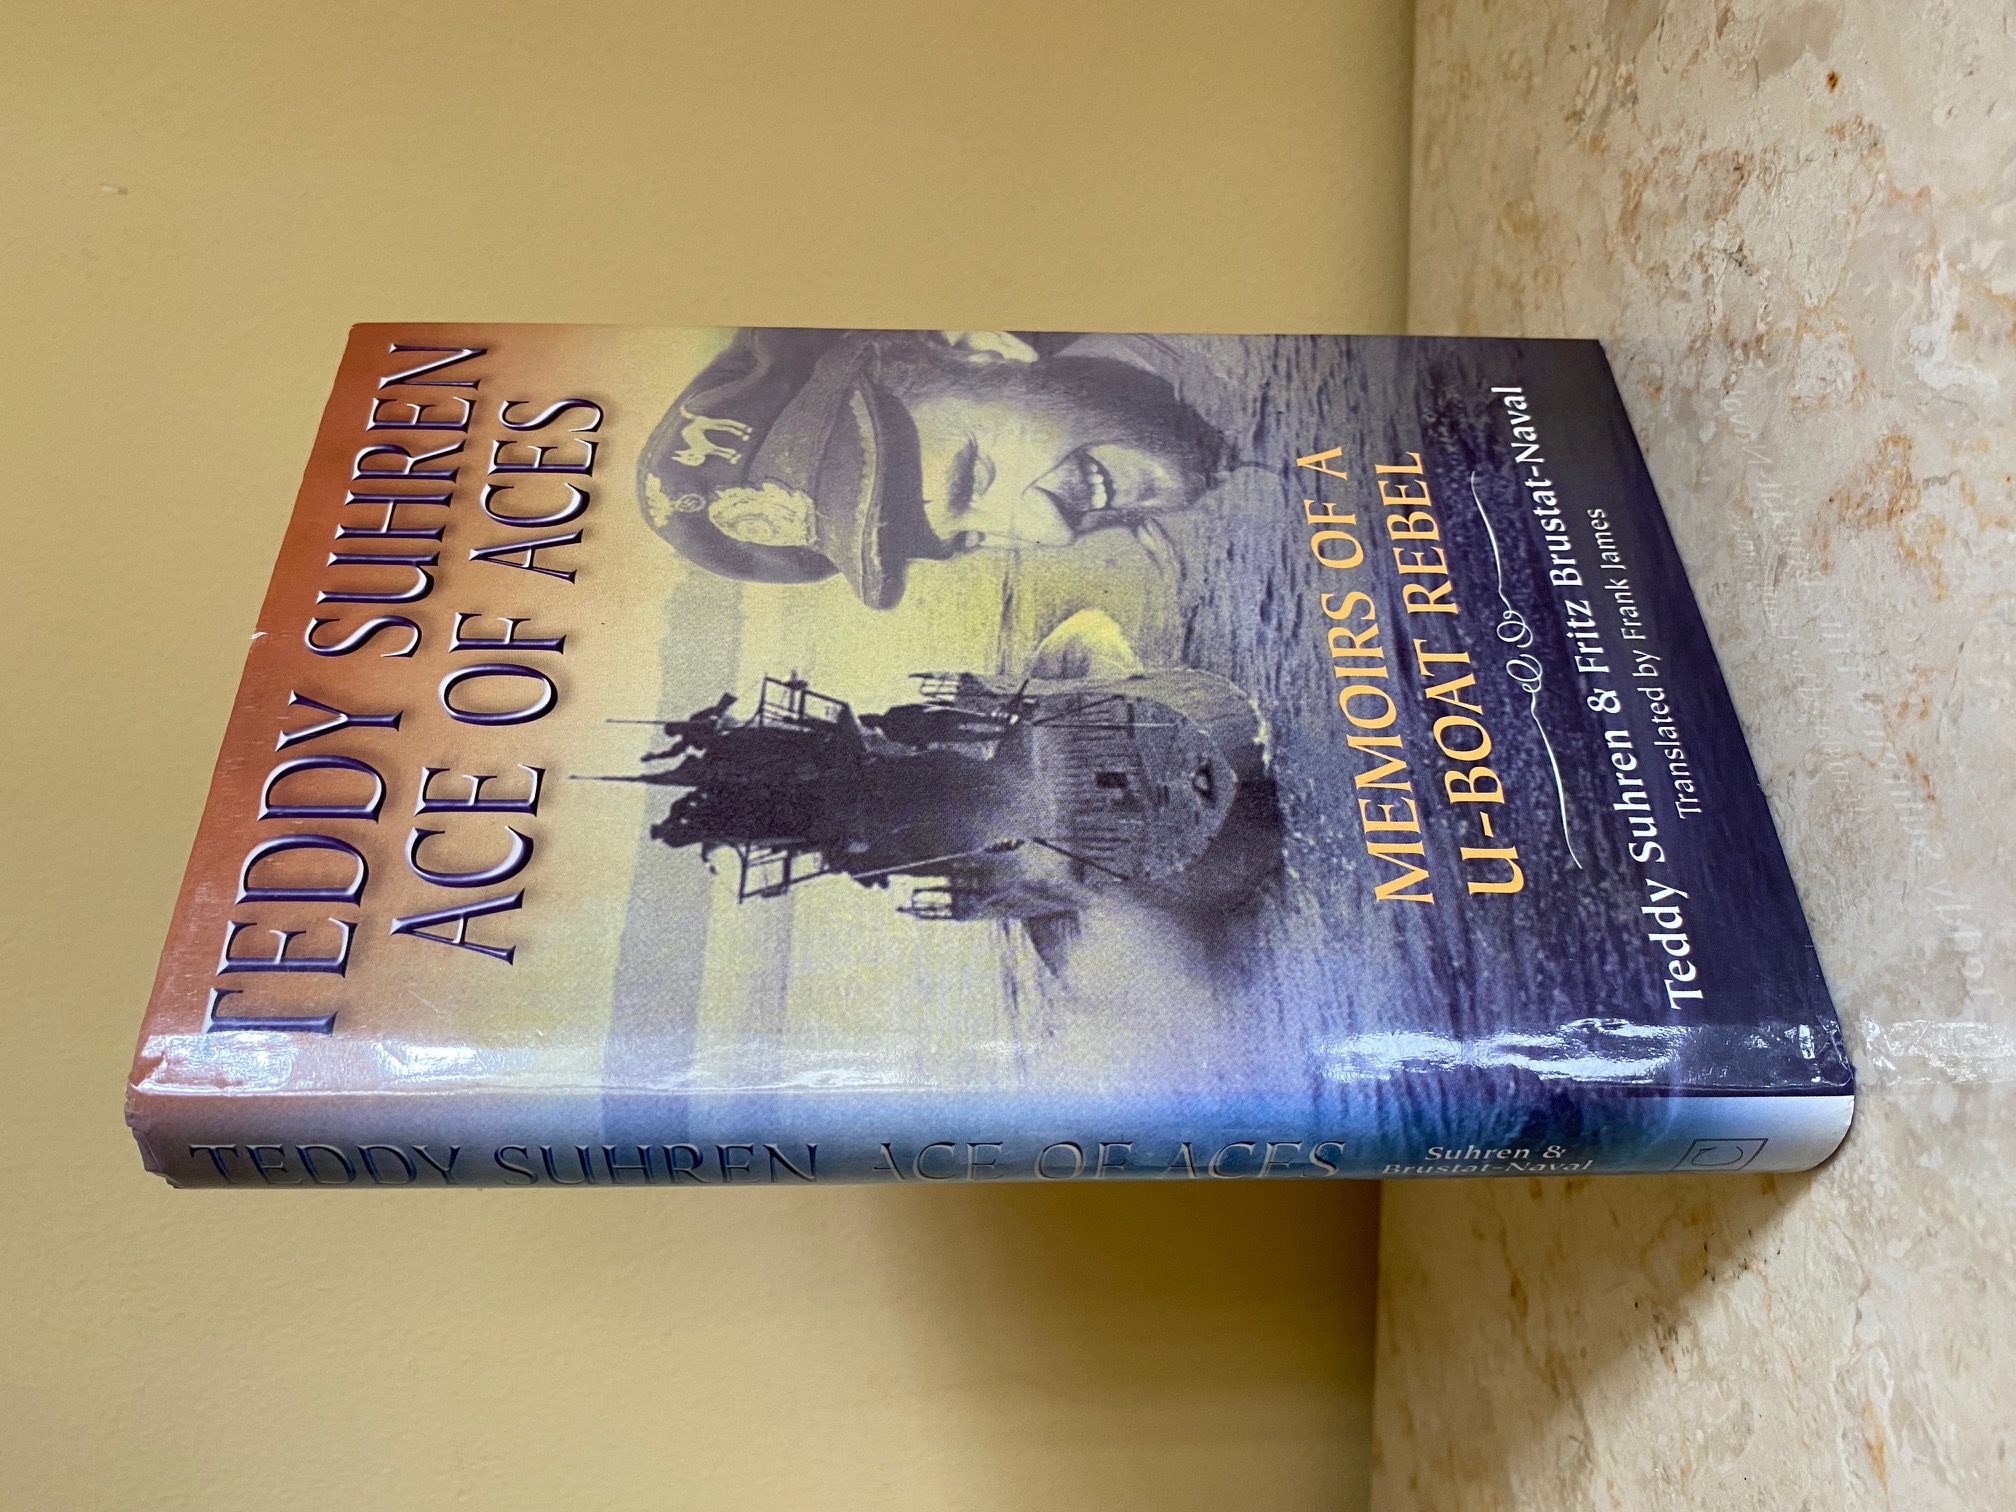 TEDDY SUHREN
ACE OF ACES
MEMOIRS OF A
U-BOAT REBEL
Teddy Suhren & Fritz Brustat-Naval
Translated by Frank James
TEDDY SUHREN ACE OF ACES
Suhren &
Brustat-Naval